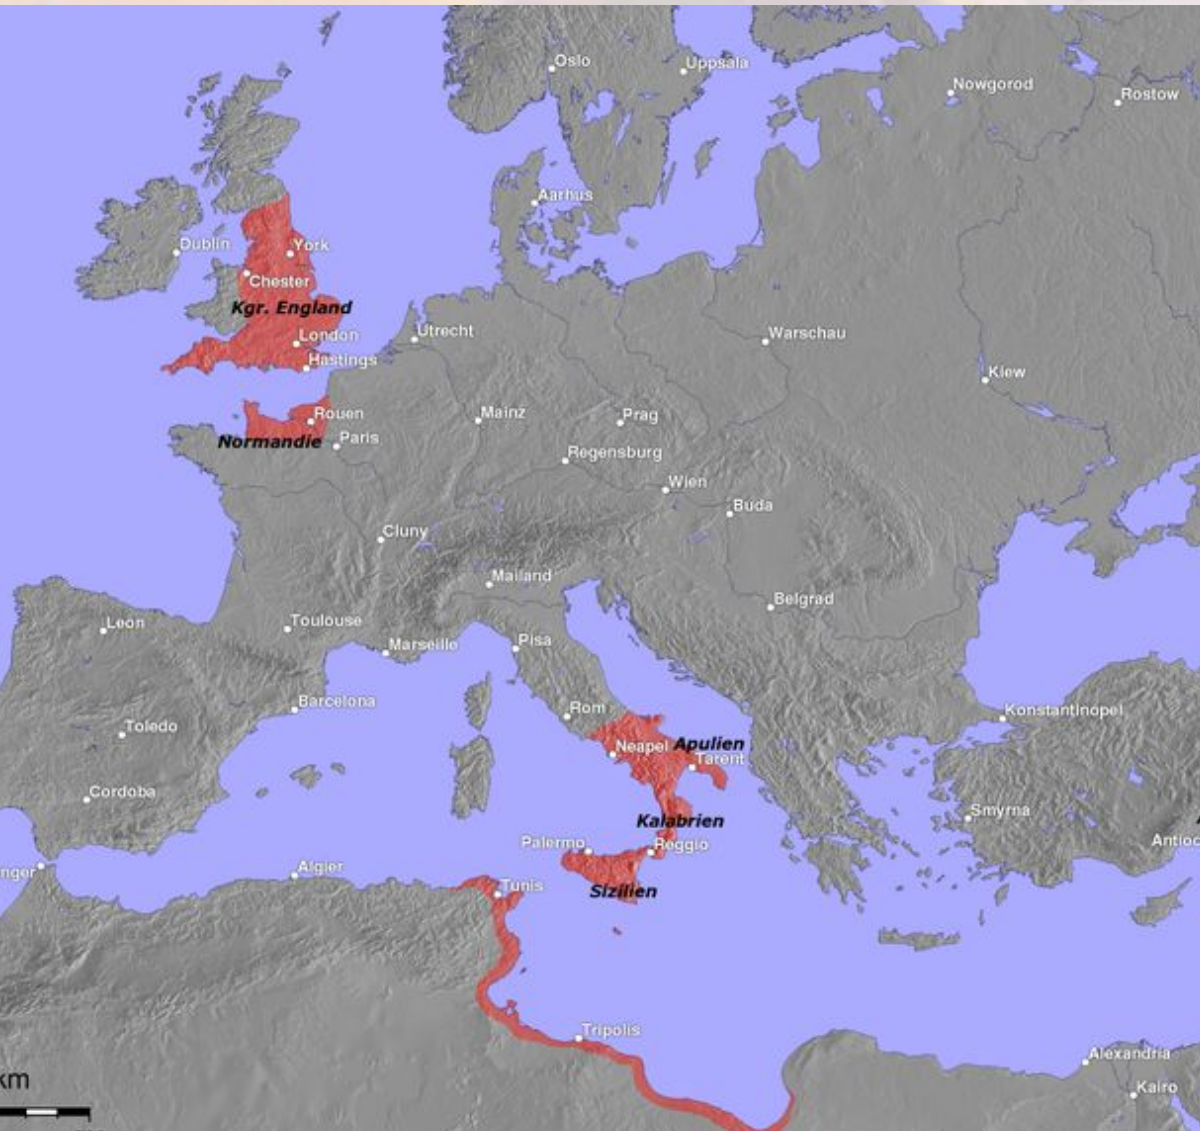 Oslo
Uppsala
Nowgorod
Rostow
Aarhus
Dublin
York
Chester
Kgr. England
London
Hastings
Utrecht
Warschau
Kiew
Rouen
Normandie
Paris
Mainz
Prag
Regensburg
Wien
Buda
Cluny
Mailand
Belgrad
Leon
Toulouse
Marseille
Pisa
Barcelona
Rom
Konstantinopel
Toledo
Neapel
Apulien
Tarent
Cordoba
Smyrna
Kalabrien
Palermo
Reggio
Antioc
nger
Algier
Tunis
Sizilien
Tripolis
Alexandria
km
Kairo